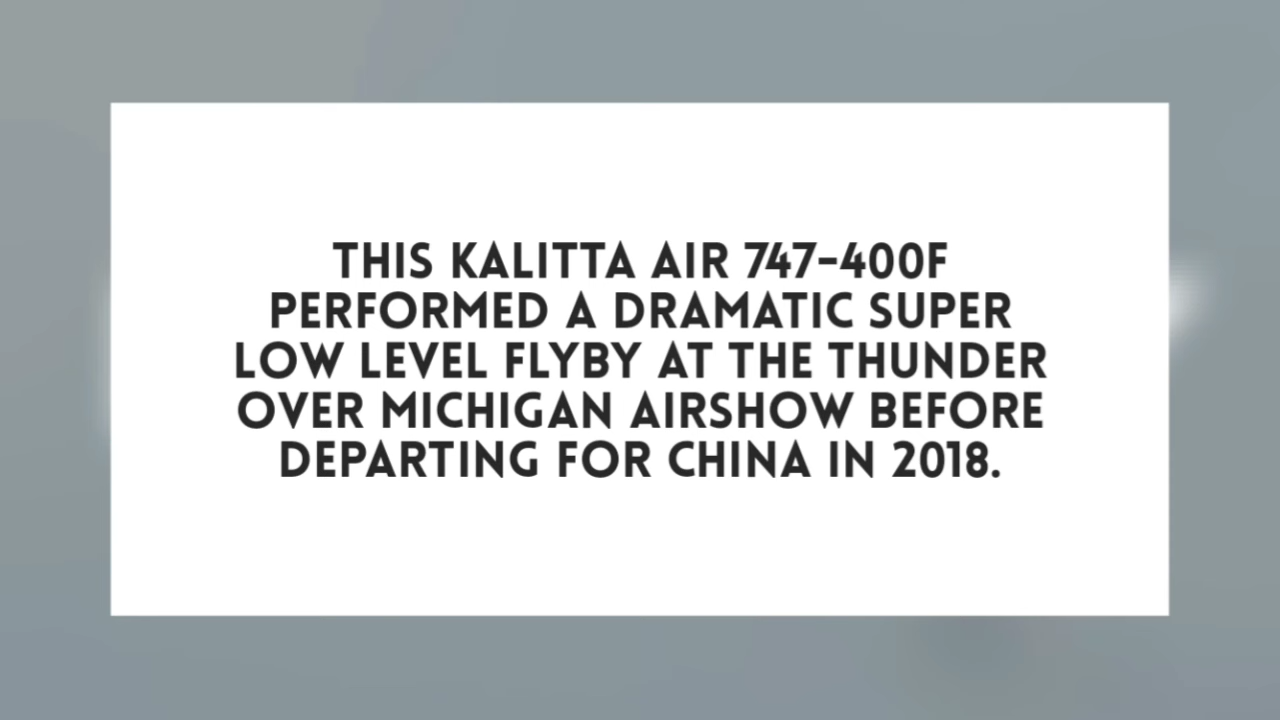 THIS KALITTA AIR 747-400F
PERFORMED A DRAMATIC SUPER
LOW LEVEL FLYBY AT THE THUNDER
OVER MICHIGAN AIRSHOW BEFORE
DEPARTING FOR CHINA IN 2018.